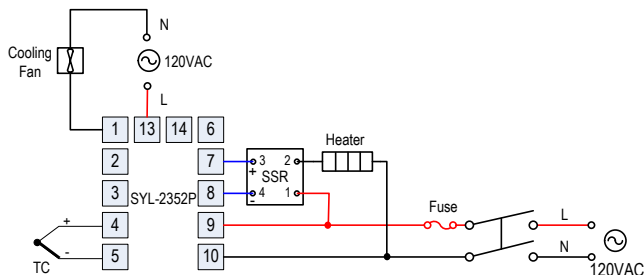 N
Cooling
Fan
120VAC
L
1 13 14 6
2 7 3 2 Heater
+ SSR
3 SYL-2352P 8 4 1
-
Fuse
+ 4 9 L
- 5 10 N
TC
120VAC